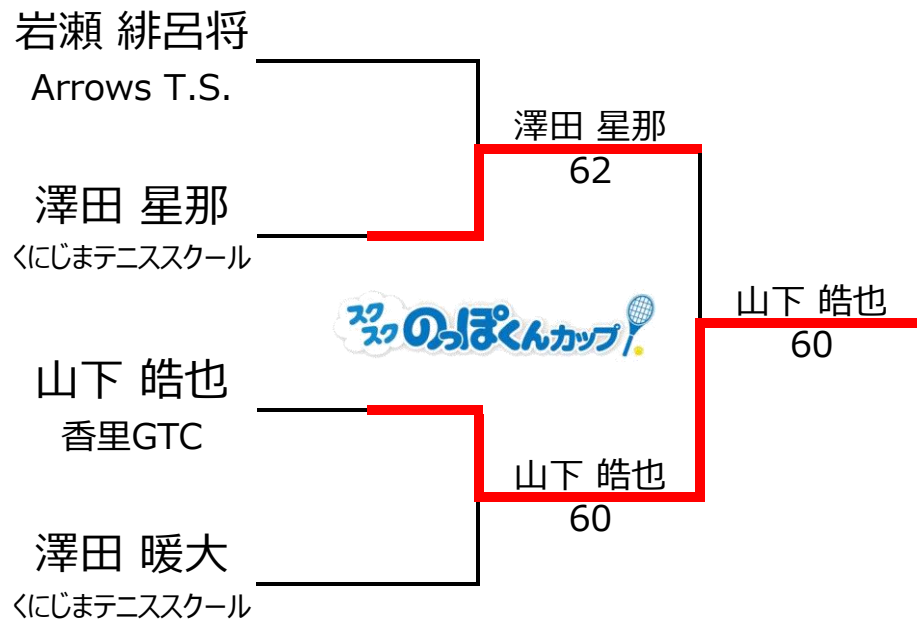 岩瀬 緋呂将
Arrows T.S.
澤田 星那
62
澤田 星那
くにじまテニススクール
スクスクのっぽくんカップ
山下 皓也
60
山下 皓也
香里GTC
山下 皓也
60
澤田 暖大
くにじまテニススクール